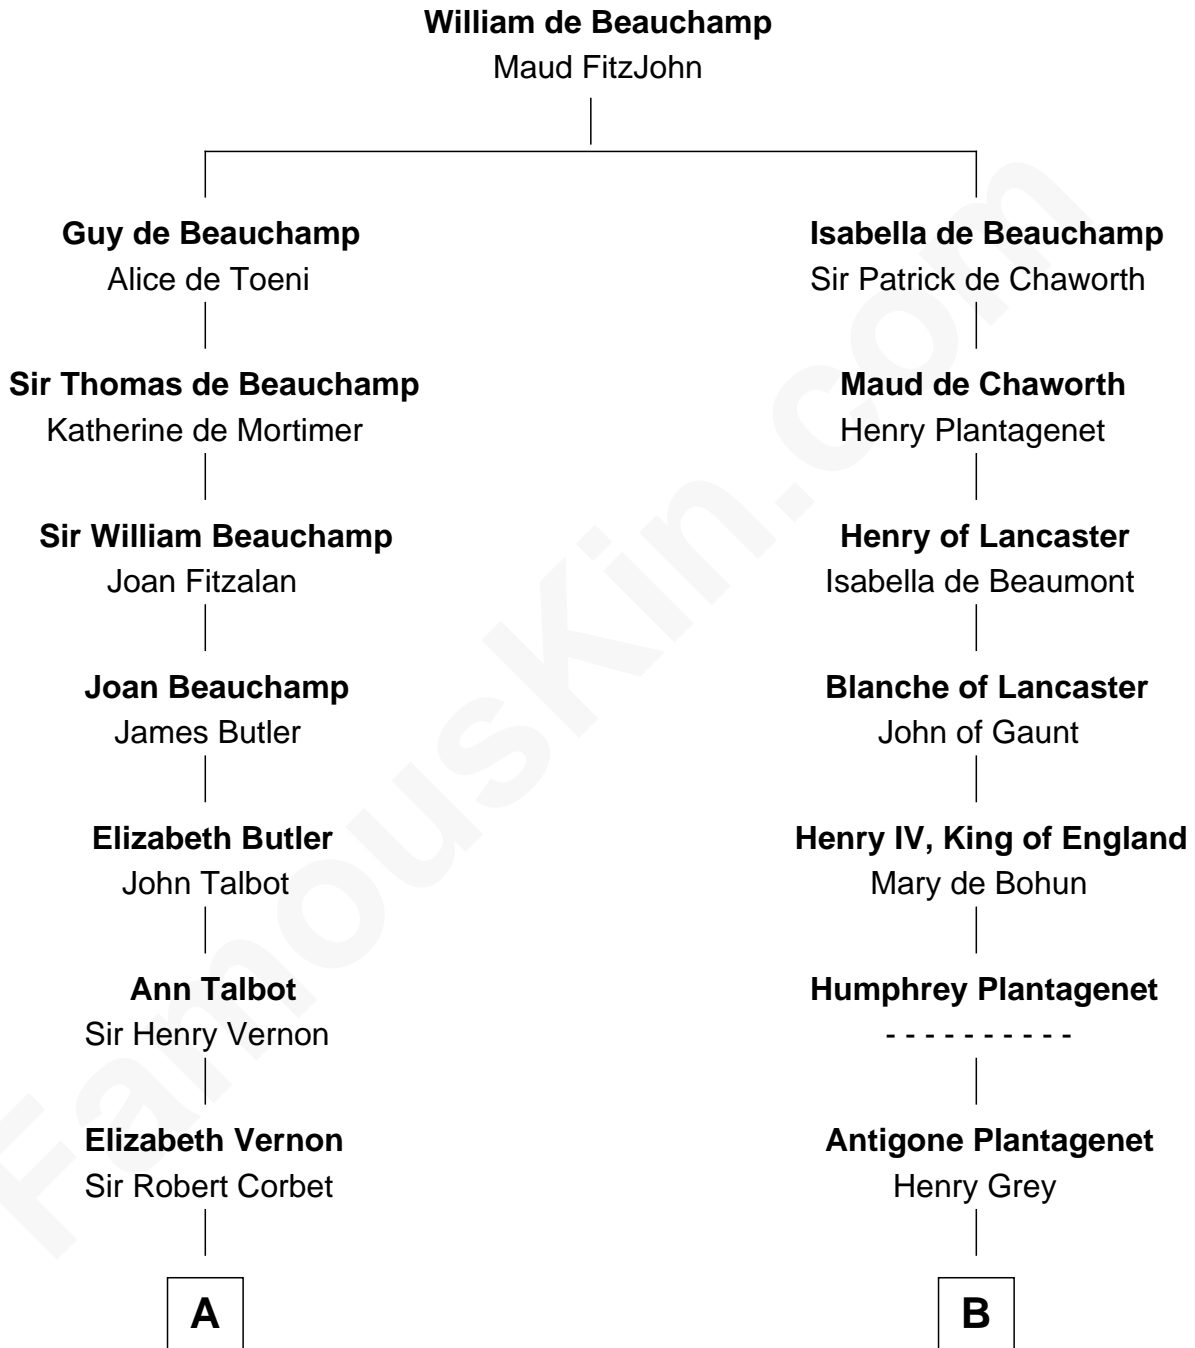 William de Beauchamp
Maud FitzJohn
Guy de Beauchamp
Alice de Toeni
Isabella de Beauchamp
Sir Patrick de Chaworth
Sir Thomas de Beauchamp
Katherine de Mortimer
Maud de Chaworth
Henry Plantagenet
Sir William Beauchamp
Joan Fitzalan
Henry of Lancaster
Isabella de Beaumont
Joan Beauchamp
James Butler
Blanche of Lancaster
John of Gaunt
Elizabeth Butler
John Talbot
Henry IV, King of England
Mary de Bohun
Ann Talbot
Sir Henry Vernon
Humphrey Plantagenet
- - - - - - - - - -
Elizabeth Vernon
Sir Robert Corbet
Antigone Plantagenet
Henry Grey
A
B
FamousKin.com